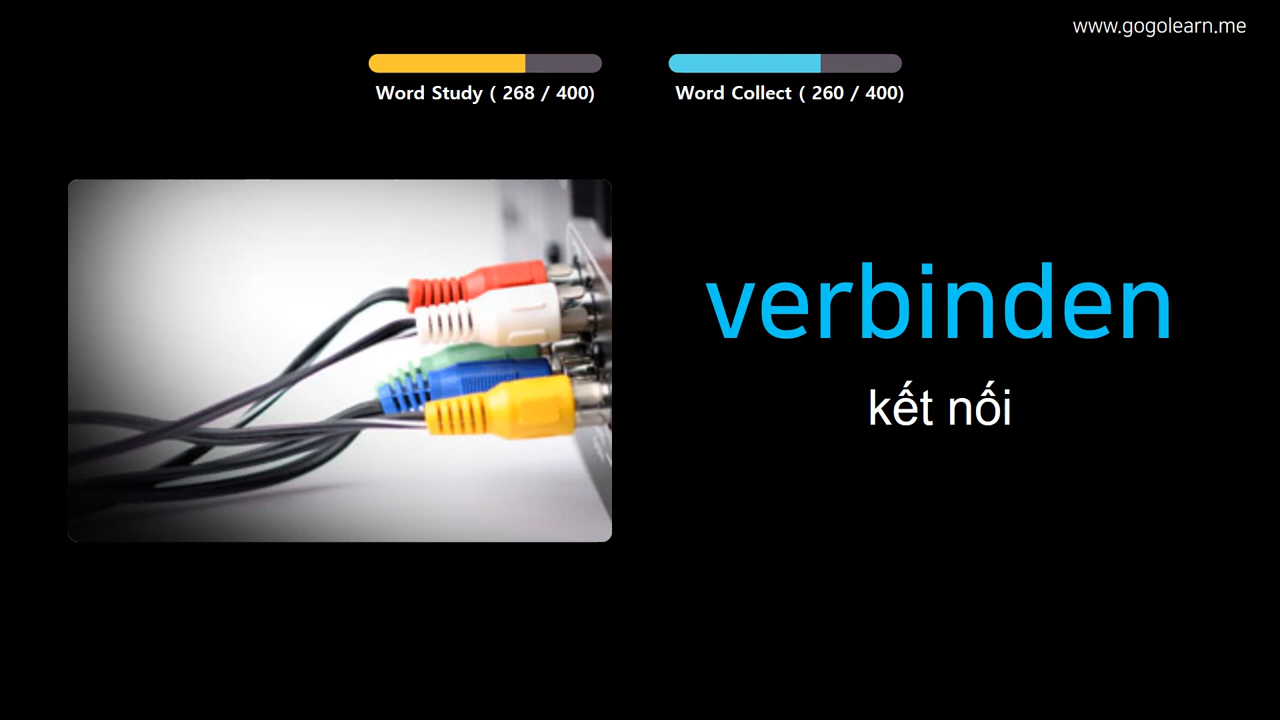 www.gogolearn.me
Word Study ( 268 / 400)
Word Collect ( 260 / 400)
verbinden
kết nối